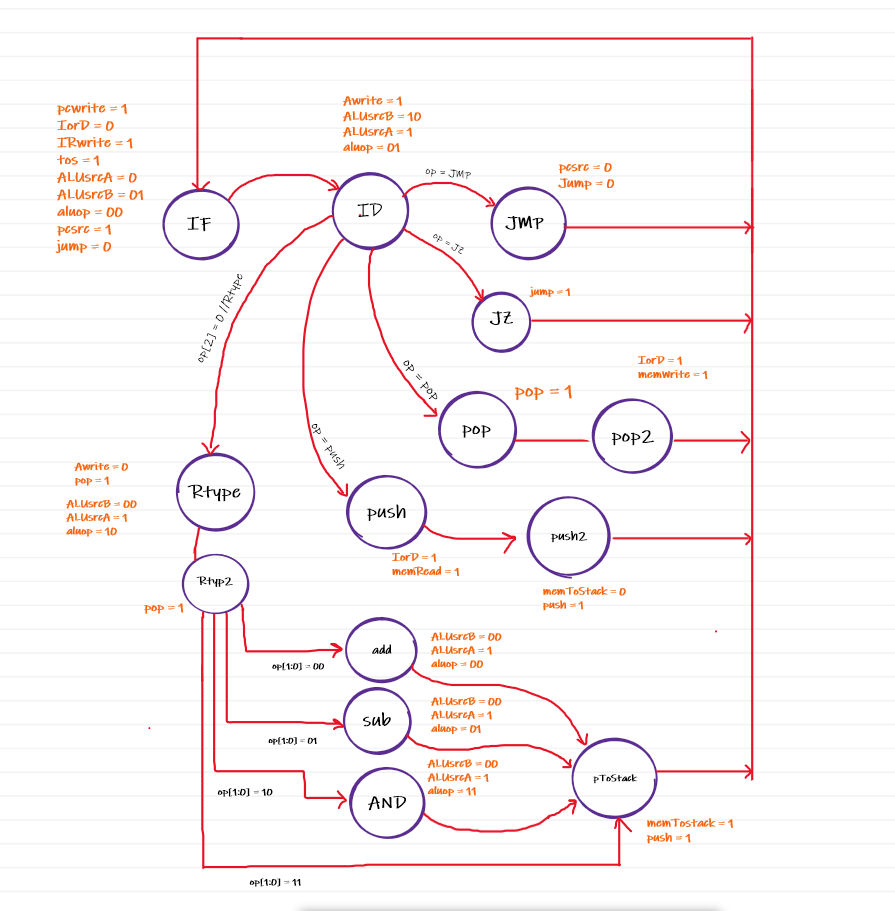 pcwrite = 1
IorD = 0
IRwrite = 1
tos = 1
ALUsrcA = 0
ALUsrcB = 01
aluop = 00
pcsrc = 1
jump = 0
IF
Awrite = 1
ALUsrcB = 10
ALUsrcA = 1
aluop = 01
ID
op = JMP
pcsrc = 0
Jump = 0
JMP
op = JZ
jump = 1
JZ
op[2] = 0 //Rtype
op = pop
pop = 1
pop
IorD = 1
memWrite = 1
pop2
op = push
push
IorD = 1
memRead = 1
push2
memToStack = 0
push = 1
Awrite = 0
pop = 1
ALUsrcB = 00
ALUsrcA = 1
aluop = 10
Rtype
Rtyp2
pop = 1
op[1:0] = 00
add
ALUsrcB = 00
ALUsrcA = 1
aluop = 00
op[1:0] = 01
sub
ALUsrcB = 00
ALUsrcA = 1
aluop = 01
op[1:0] = 10
AND
ALUsrcB = 00
ALUsrcA = 1
aluop = 11
pToStack
memTostack = 1
push = 1
op[1:0] = 11